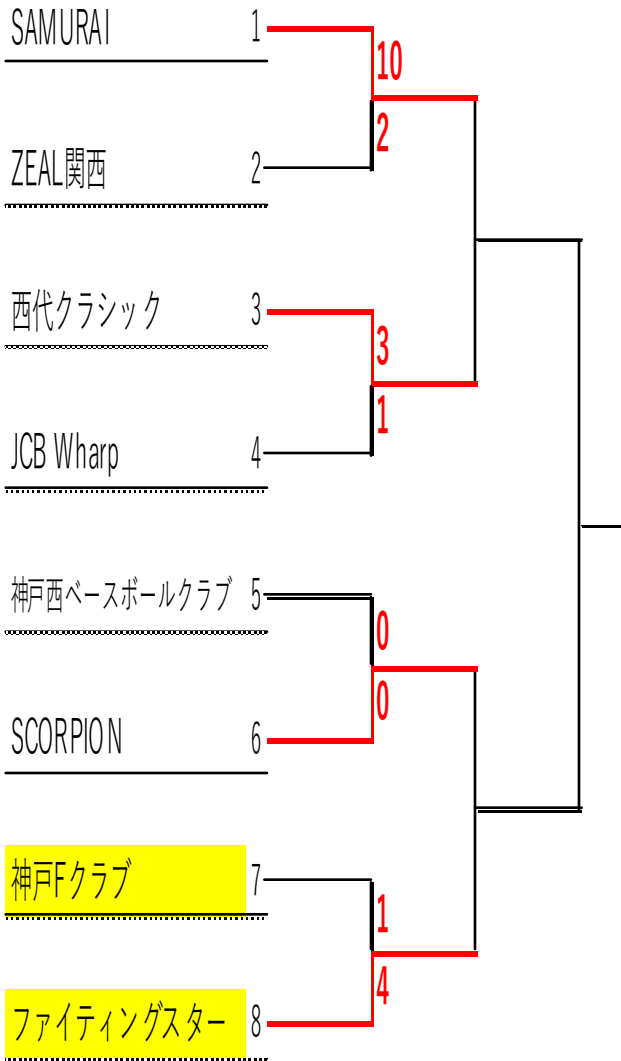 SAMURAI 1
10
2
ZEAL関西 2
西代クラシック 3
3
1
JCB Wharp 4
神戸西ベースボールクラブ 5
0
0
SCORPION 6
神戸Fクラブ 7
1
4
ファイティングスター 8